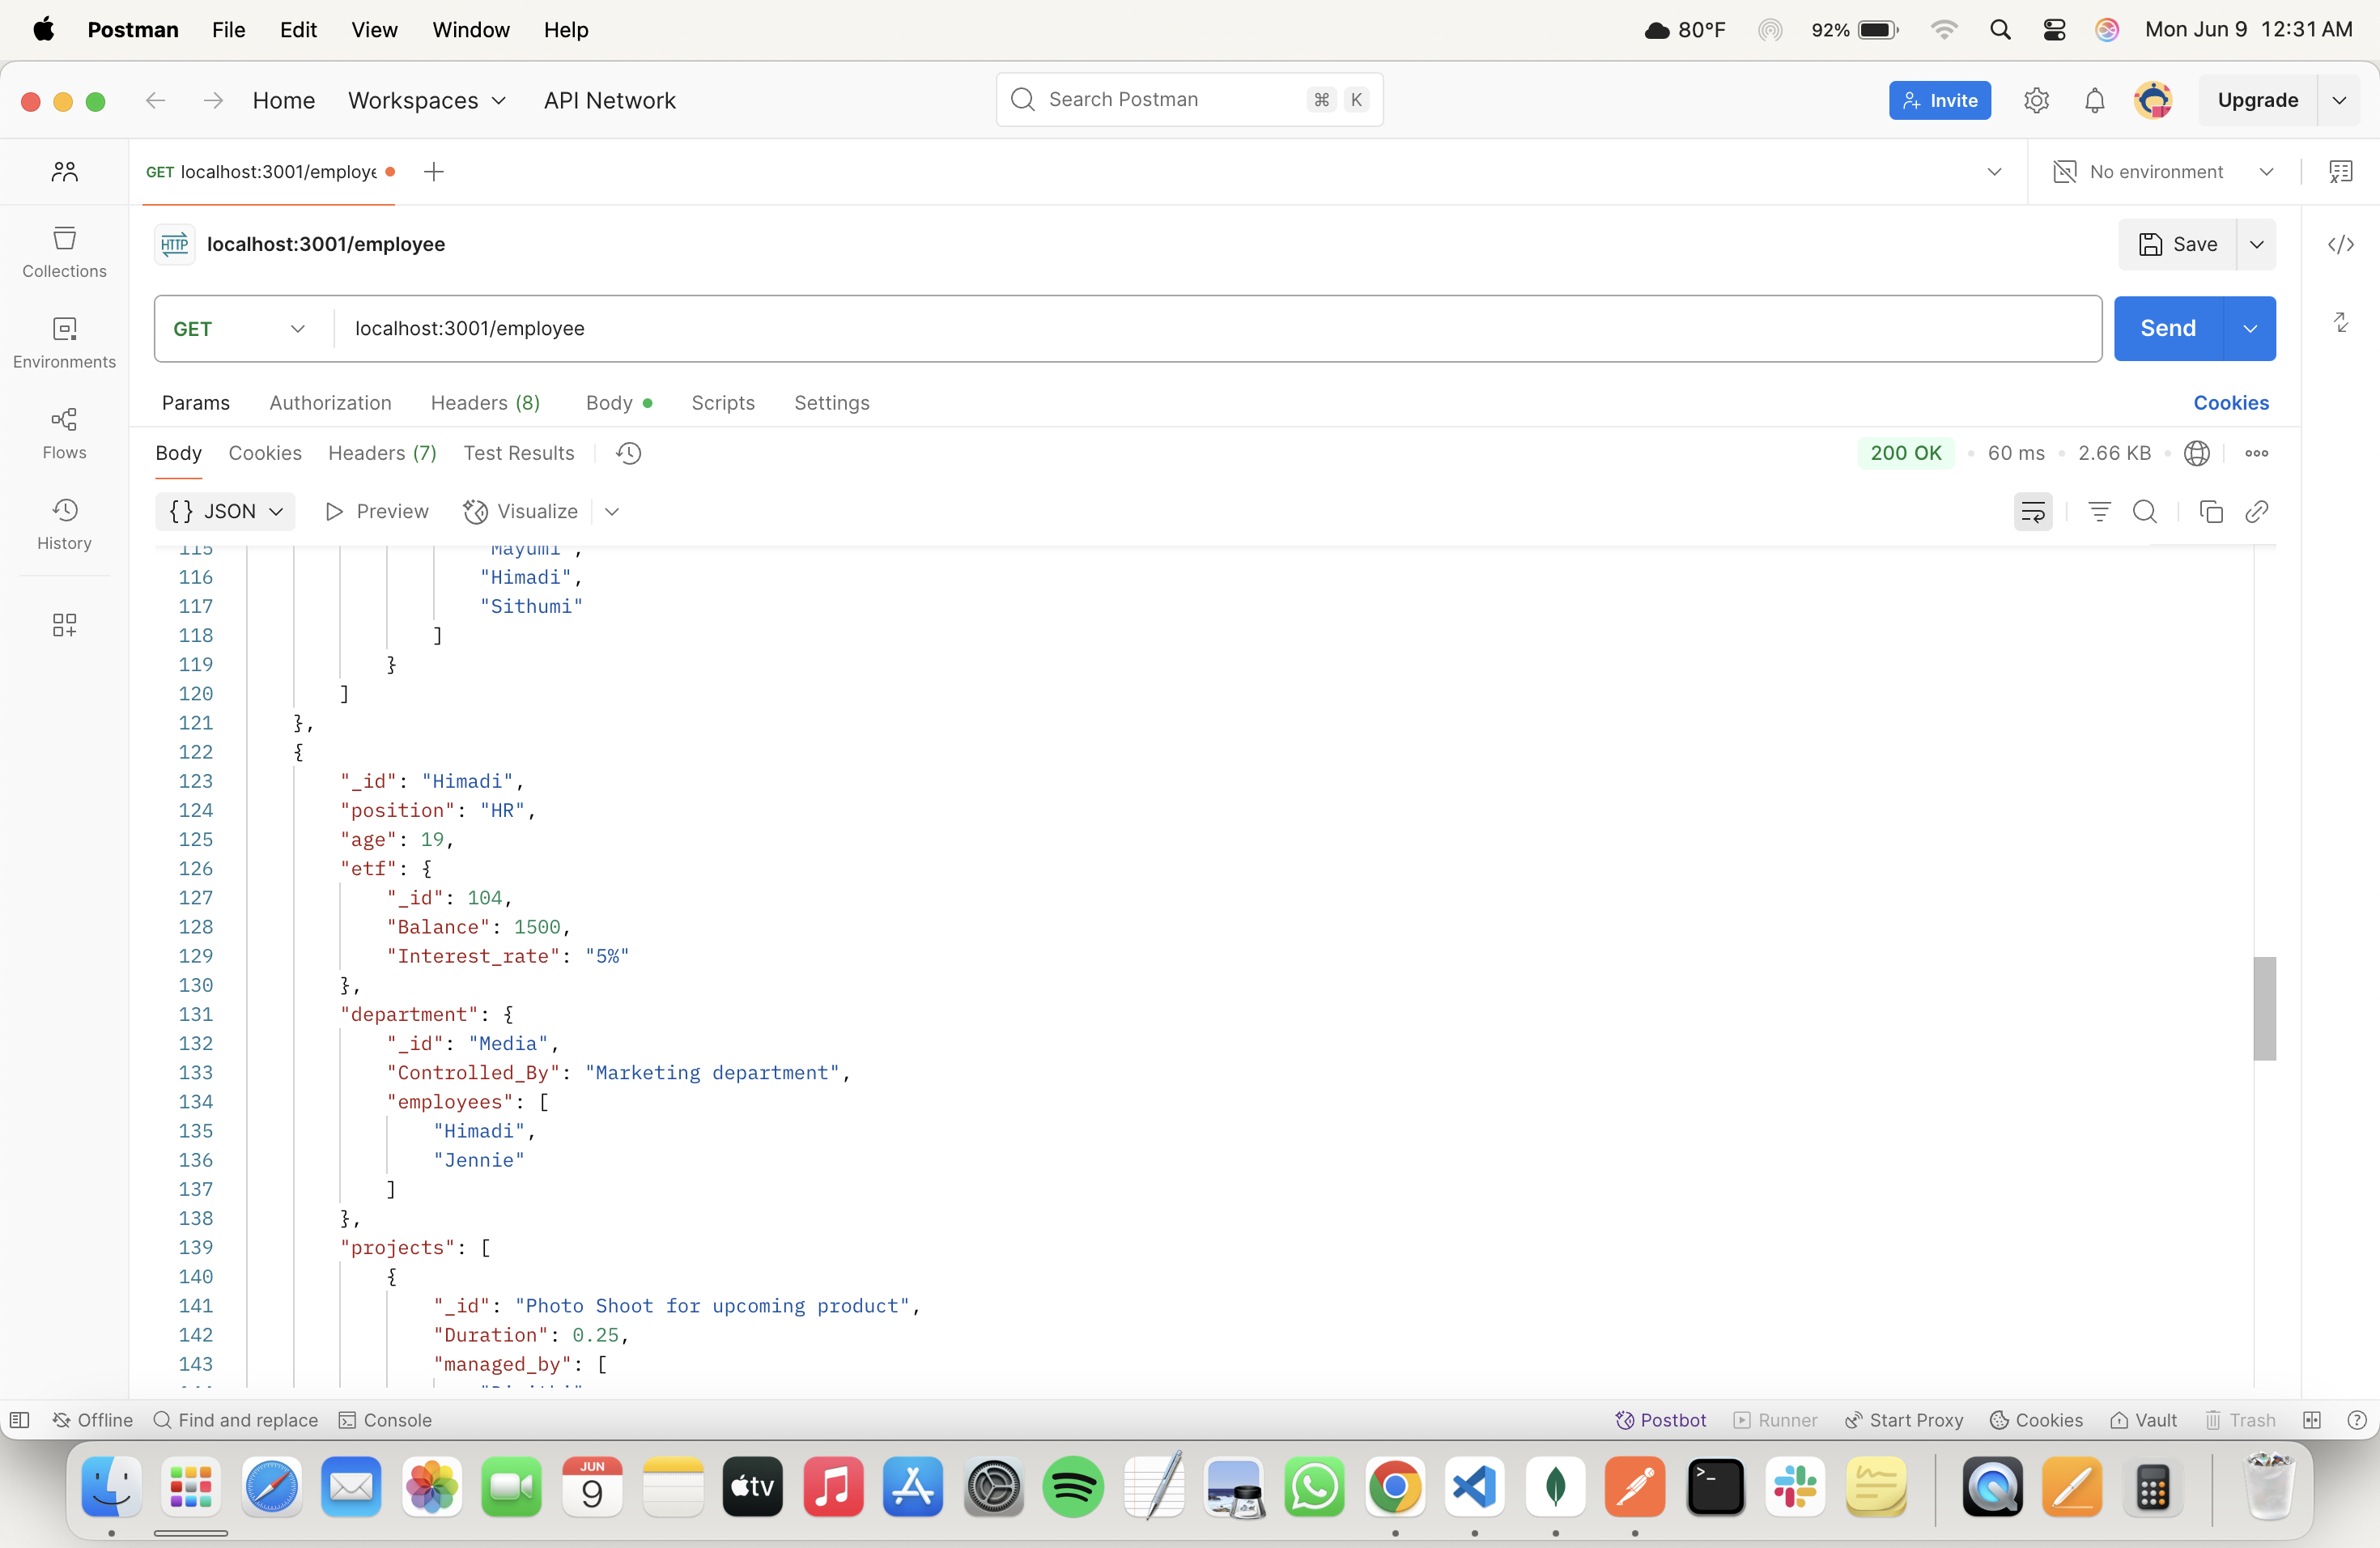 Postman File Edit View Window Help 80°F 92% Mon Jun 9 12:31 AM
Home Workspaces API Network Search Postman ⌘ K Invite Upgrade
GET localhost:3001/employe No environment
HTTP localhost:3001/employee Save
Collections
GET localhost:3001/employee Send
Environments
Params Authorization Headers (8) Body Scripts Settings Cookies
Flows
Body Cookies Headers (7) Test Results 200 OK • 60 ms • 2.66 KB
{} JSON Preview Visualize
History
115 "Mayumi",
116 "Himadi",
117 "Sithumi"
118 ]
119 }
120 ]
121 },
122 {
123 "_id": "Himadi",
124 "position": "HR",
125 "age": 19,
126 "etf": {
127 "_id": 104,
128 "Balance": 1500,
129 "Interest_rate": "5%"
130 },
131 "department": {
132 "_id": "Media",
133 "Controlled_By": "Marketing department",
134 "employees": [
135 "Himadi",
136 "Jennie"
137 ]
138 },
139 "projects": [
140 {
141 "_id": "Photo Shoot for upcoming product",
142 "Duration": 0.25,
143 "managed_by": [
Offline Find and replace Console Postbot Runner Start Proxy Cookies Vault Trash
JUN
9
tv